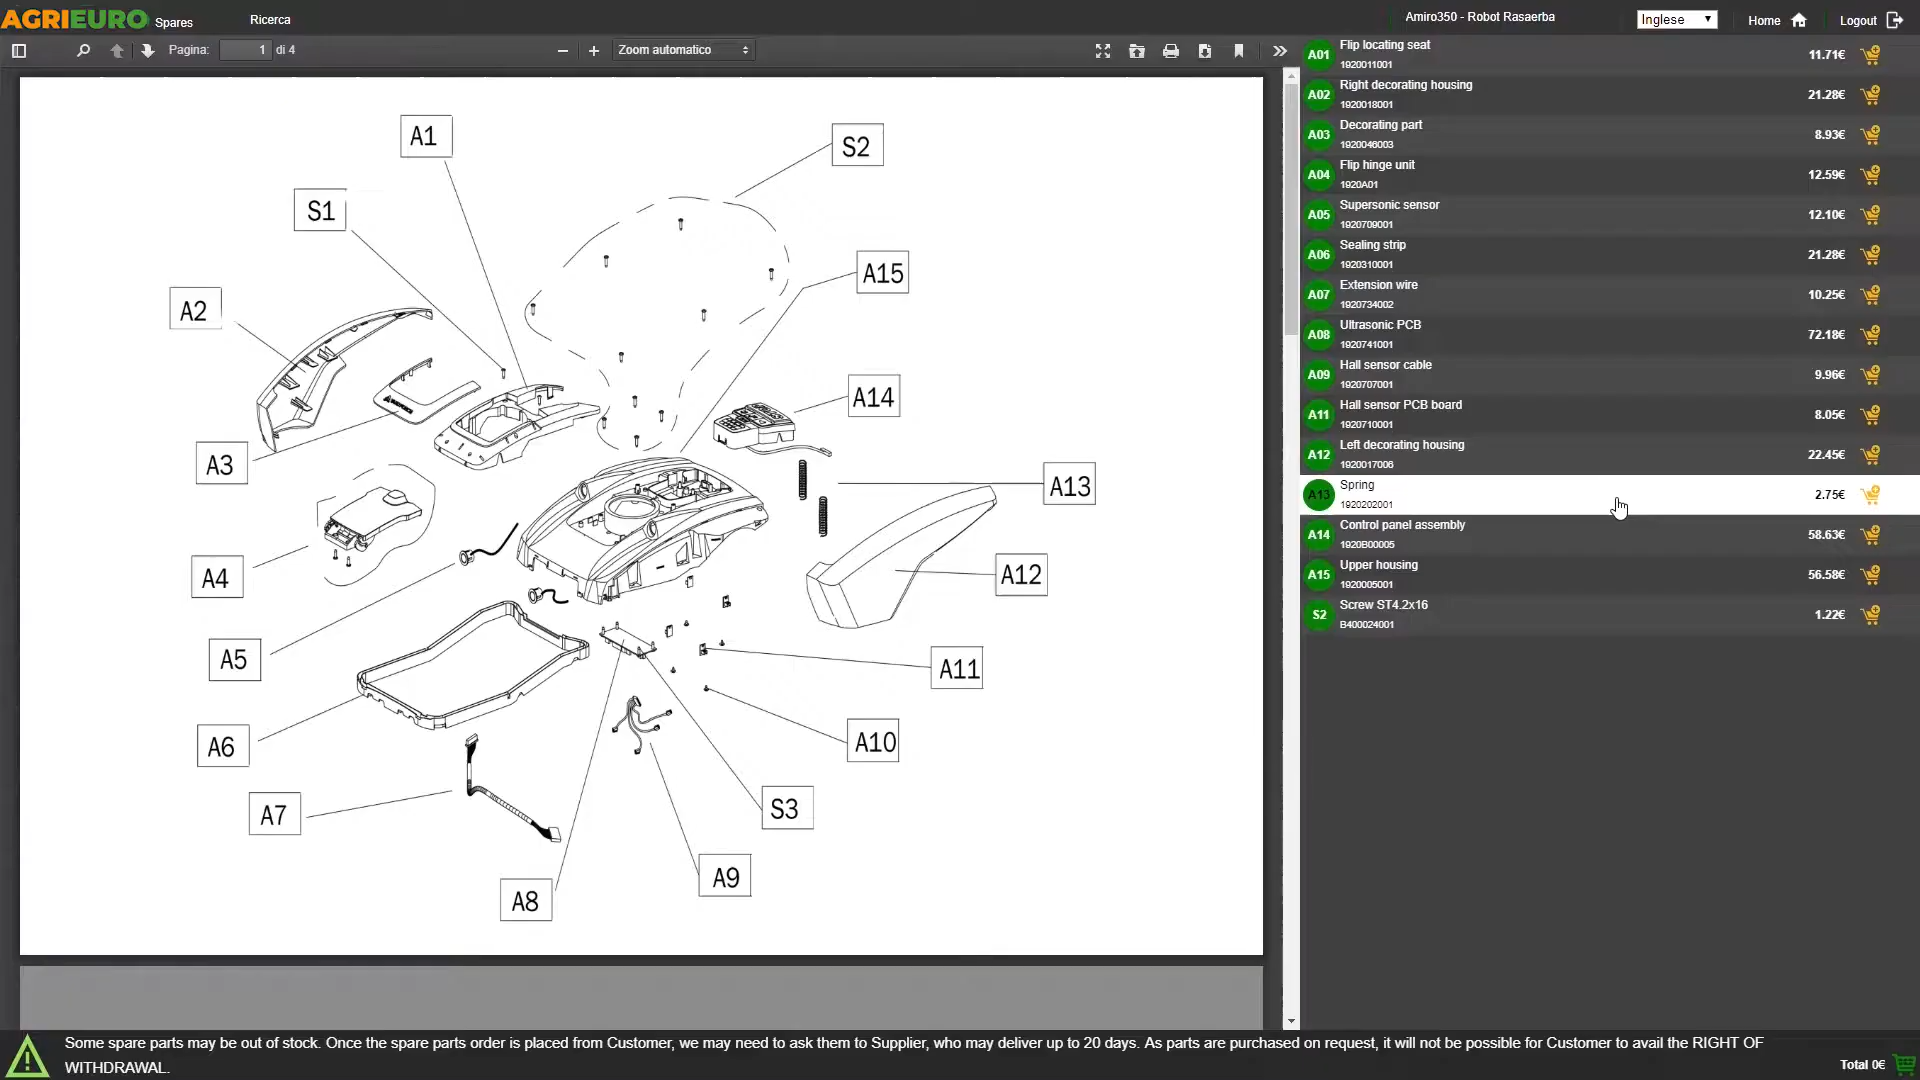 AGRIEURO Spares
Ricerca
Amiro350 - Robot Rasaerba
Inglese
Home
Logout
Pagina: 1 di 4
Zoom automatico
A1
S1
S2
A2
A15
A3
A14
A13
A4
A12
A5
A11
A6
A10
A7
S3
A9
A8
A01 Flip locating seat 11.71€
1920011001
A02 Right decorating housing 21.28€
1920018001
A03 Decorating part 8.93€
1920046003
A04 Flip hinge unit 12.59€
1920A01
A05 Supersonic sensor 12.10€
1920709001
A06 Sealing strip 21.28€
1920310001
A07 Extension wire 10.25€
1920734002
A08 Ultrasonic PCB 72.18€
1920741001
A09 Hall sensor cable 9.96€
1920707001
A11 Hall sensor PCB board 8.05€
1920710001
A12 Left decorating housing 22.45€
1920017006
A13 Spring 2.75€
1920202001
A14 Control panel assembly 58.63€
1920B00005
A15 Upper housing 56.58€
1920005001
S2 Screw ST4.2x16 1.22€
B400024001
Some spare parts may be out of stock. Once the spare parts order is placed from Customer, we may need to ask them to Supplier, who may deliver up to 20 days. As parts are purchased on request, it will not be possible for Customer to avail the RIGHT OF
WITHDRAWAL.
Total 0€